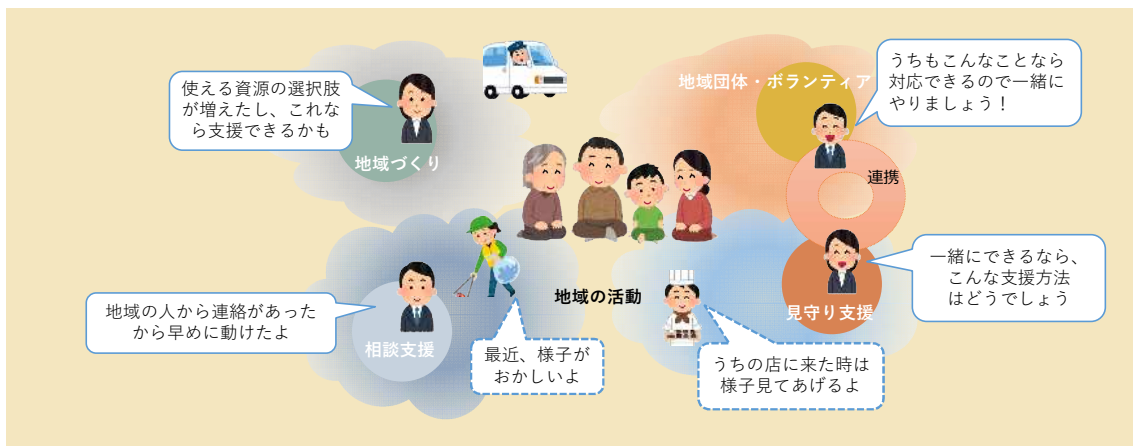 使える資源の選択肢
が増えたし、これな
ら支援できるかも
地域づくり
地域団体・ボランティア
うちもこんなことなら
対応できるので一緒に
やりましょう！
連携
一緒にできるなら、
こんな支援方法
はどうでしょう
見守り支援
地域の活動
地域の人から連絡があった
から早めに動けたよ
相談支援
最近、様子が
おかしいよ
うちの店に来た時は
様子見てあげるよ